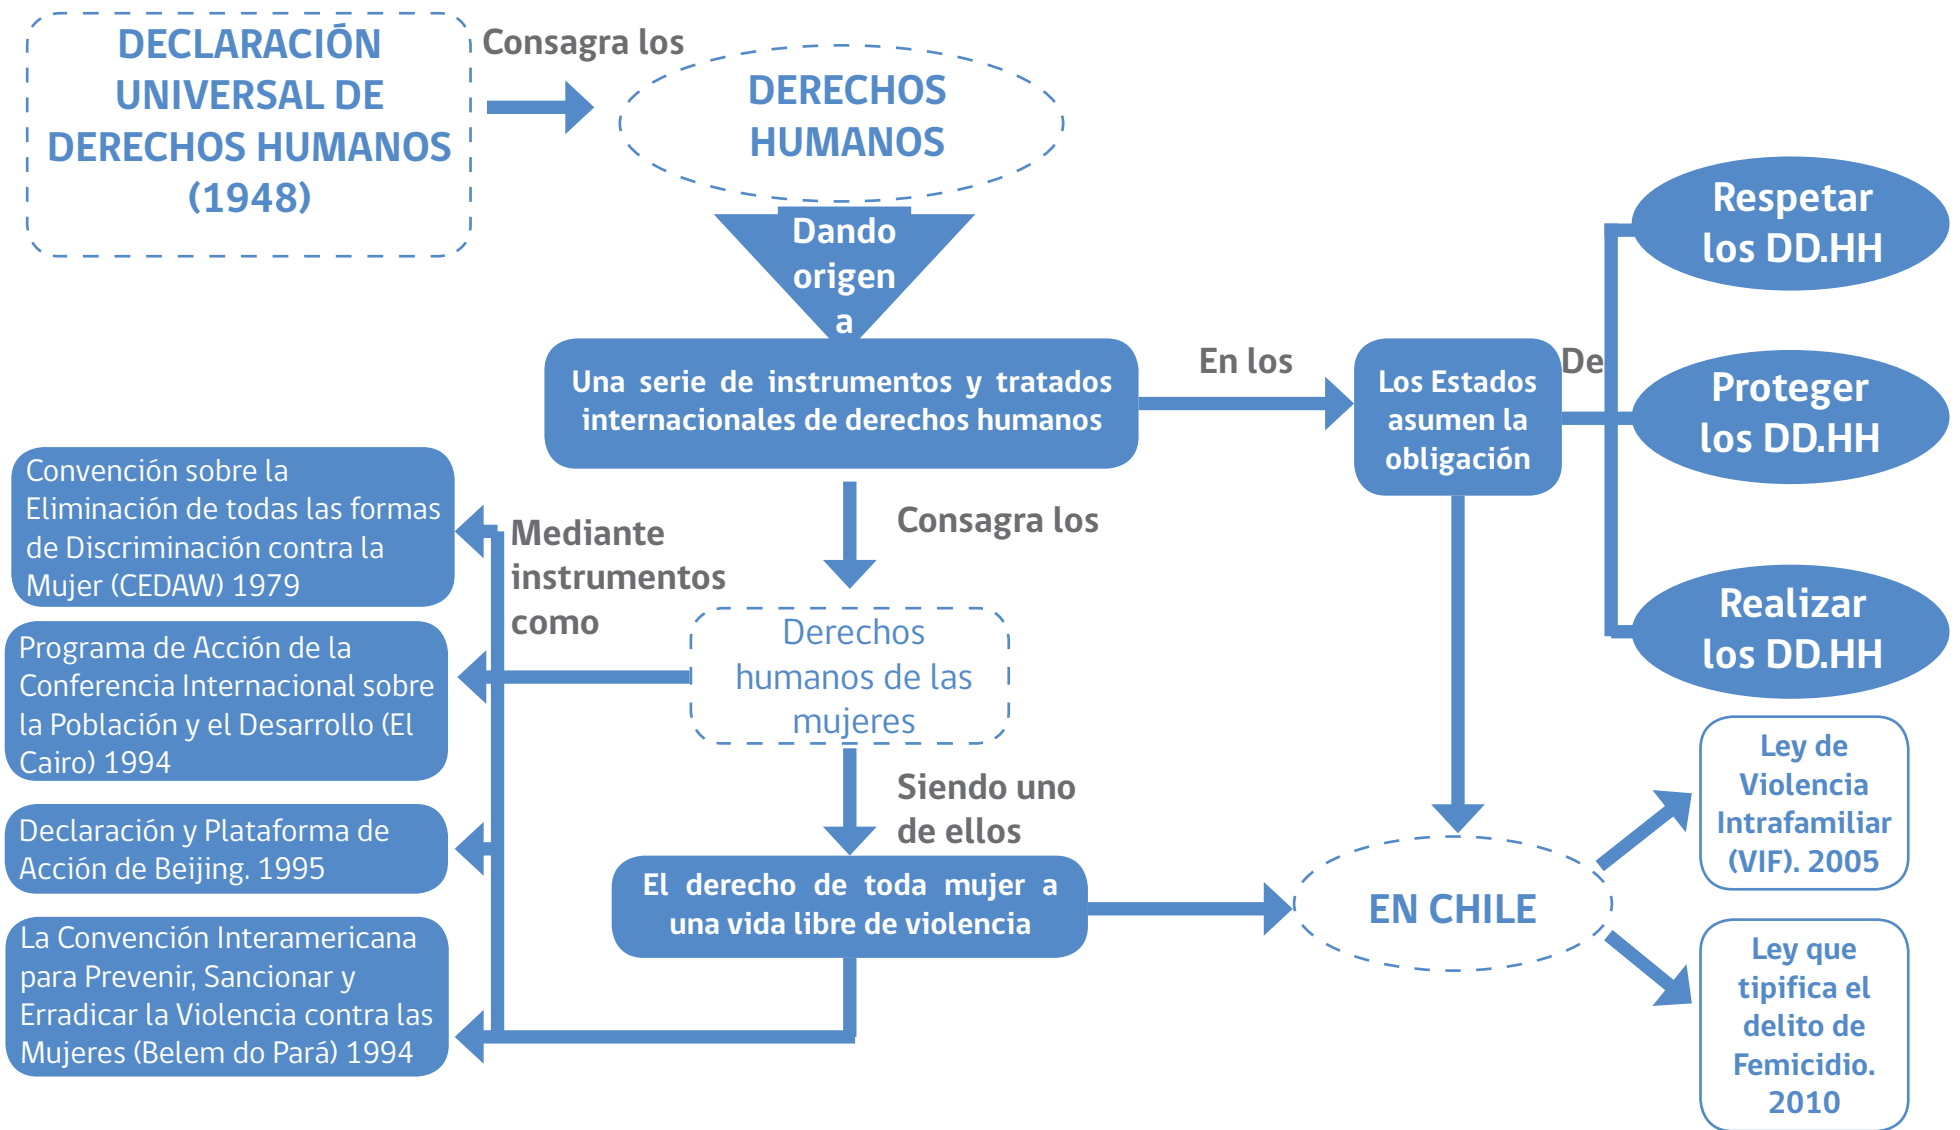 DECLARACIÓN
UNIVERSAL DE
DERECHOS HUMANOS
(1948)
Consagra los
DERECHOS
HUMANOS
Dando
origen
a
Una serie de instrumentos y tratados
internacionales de derechos humanos
En los
Los Estados
asumen la
obligación
De
Respetar
los DD.HH
Proteger
los DD.HH
Realizar
los DD.HH
Consagra los
Derechos
humanos de las
mujeres
Mediante
instrumentos
como
Convención sobre la
Eliminación de todas las formas
de Discriminación contra la
Mujer (CEDAW) 1979
Programa de Acción de la
Conferencia Internacional sobre
la Población y el Desarrollo (El
Cairo) 1994
Declaración y Plataforma de
Acción de Beijing. 1995
La Convención Interamericana
para Prevenir, Sancionar y
Erradicar la Violencia contra las
Mujeres (Belem do Pará) 1994
Siendo uno
de ellos
El derecho de toda mujer a
una vida libre de violencia
EN CHILE
Ley de
Violencia
Intrafamiliar
(VIF). 2005
Ley que
tipifica el
delito de
Femicidio.
2010